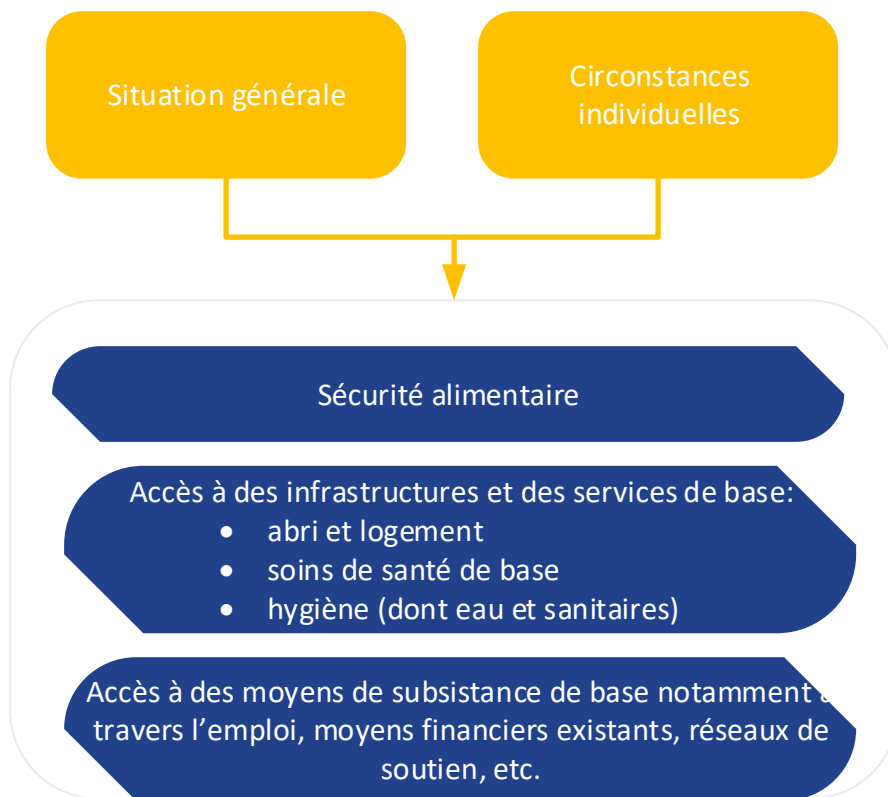 Situation générale
Circonstances
individuelles
Sécurité alimentaire
Accès à des infrastructures et des services de base:
• abri et logement
• soins de santé de base
• hygiène (dont eau et sanitaires)
Accès à des moyens de subsistance de base notamment à
travers l’emploi, moyens financiers existants, réseaux de
soutien, etc.